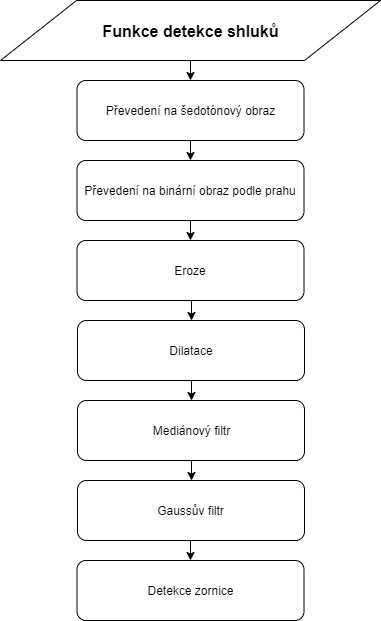 Funkce detekce shluků
Převedení na šedotónový obraz
Převedení na binární obraz podle prahu
Eroze
Dilatace
Mediánový filtr
Gaussův filtr
Detekce zornice